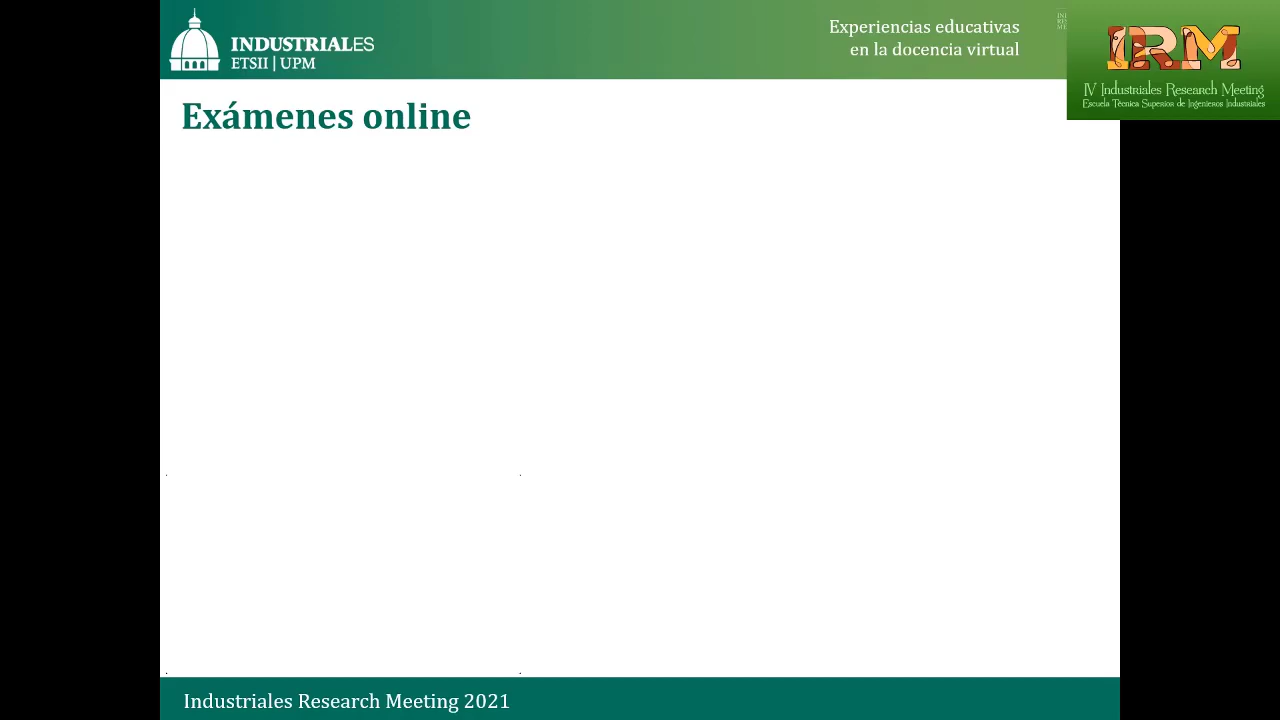 INDUSTRIALES
ETSII | UPM
Experiencias educativas
en la docencia virtual
IRM
IV Industriales Research Meeting
Escuela Técnica Superior de Ingenieros Industriales
Exámenes online
Industriales Research Meeting 2021